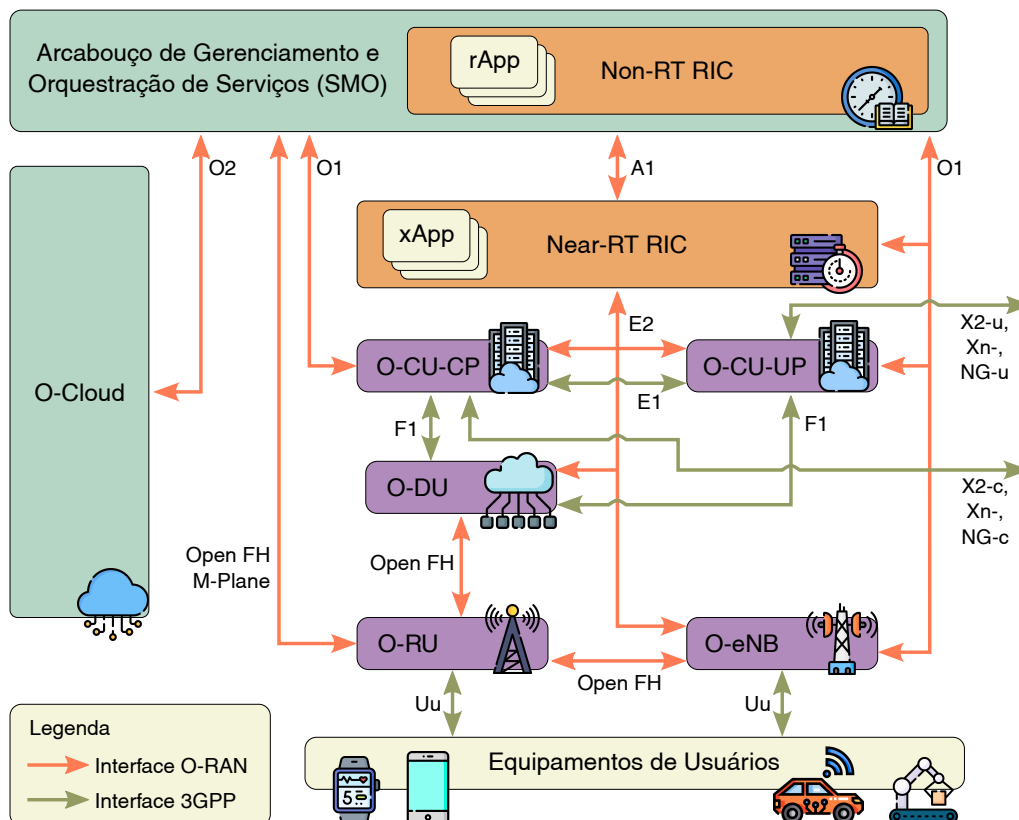 Arcabouço de Gerenciamento e
Orquestração de Serviços (SMO)
rApp
Non-RT RIC
O2
O1
A1
O1
xApp
Near-RT RIC
O-Cloud
E2
X2-u,
Xn-,
NG-u
O-CU-CP
O-CU-UP
E1
F1
F1
O-DU
X2-c,
Xn-,
NG-c
Open FH
M-Plane
Open FH
O-RU
O-eNB
Open FH
Uu
Uu
Legenda
Interface O-RAN
Interface 3GPP
Equipamentos de Usuários
5